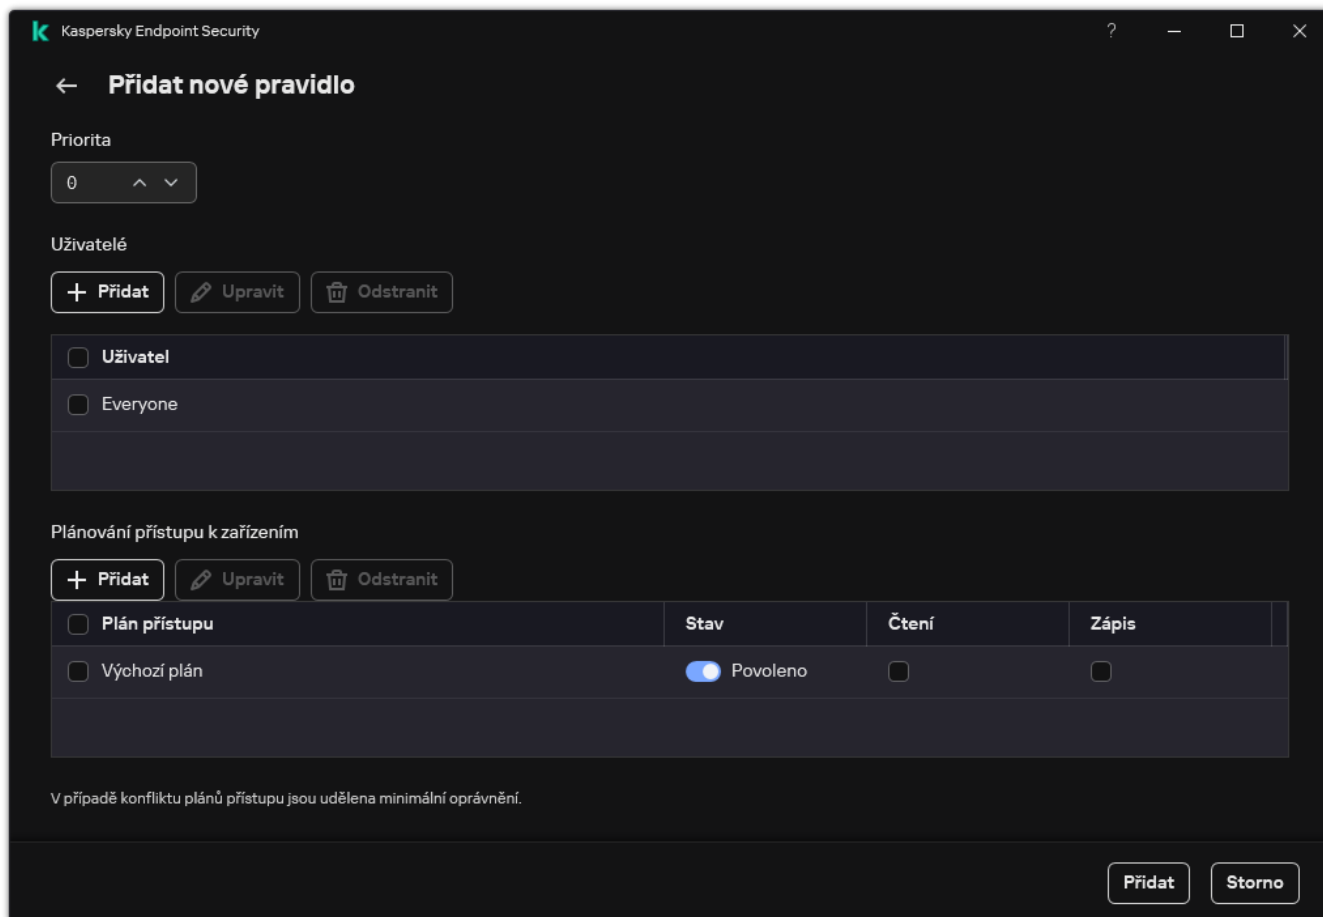 Kaspersky Endpoint Security ?
Přidat nové pravidlo
Priorita
0
Uživatelé
Přidat Upravit Odstranit
Uživatel
Everyone
Plánování přístupu k zařízením
Přidat Upravit Odstranit
Plán přístupu Stav Čtení Zápis
Výchozí plán Povoleno
V případě konfliktu plánů přístupu jsou udělena minimální oprávnění.
Přidat Storno